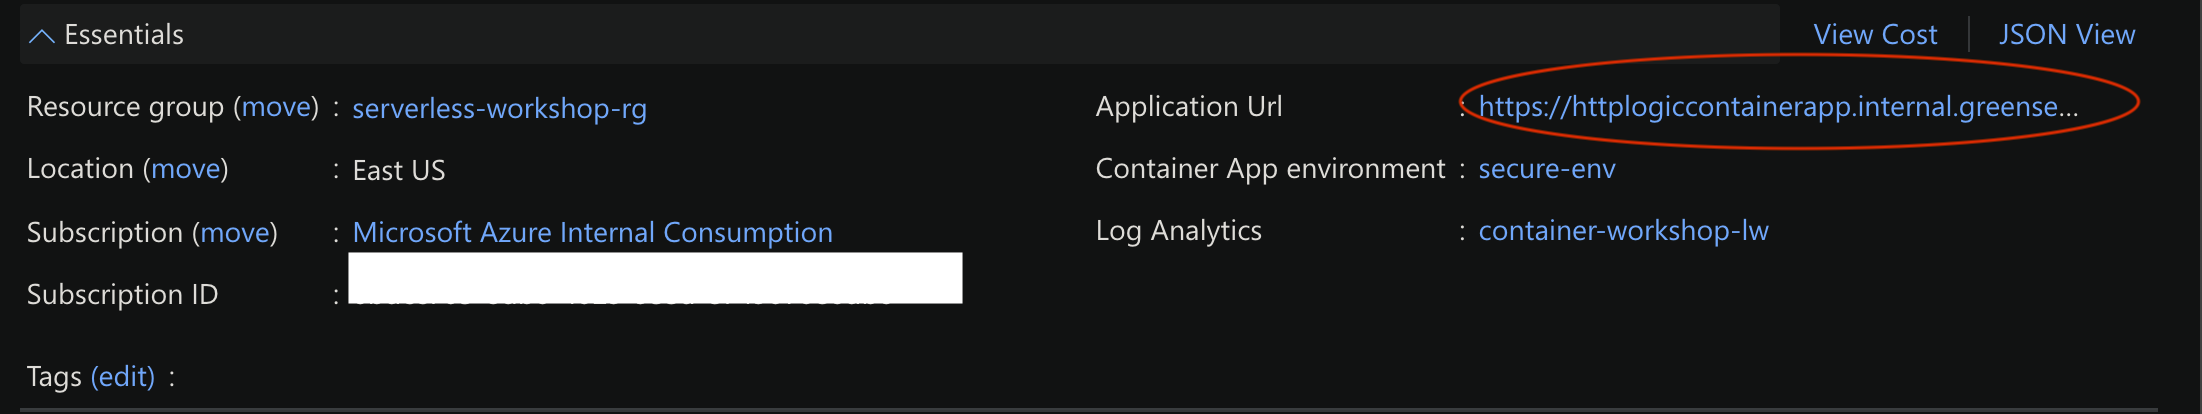 Essentials
View Cost
JSON View
Resource group (move) : serverless-workshop-rg
Location (move) : East US
Subscription (move) : Microsoft Azure Internal Consumption
Subscription ID :
Application Url : https://httplogiccontainerapp.internal.greense...
Container App environment : secure-env
Log Analytics : container-workshop-lw
Tags (edit) :